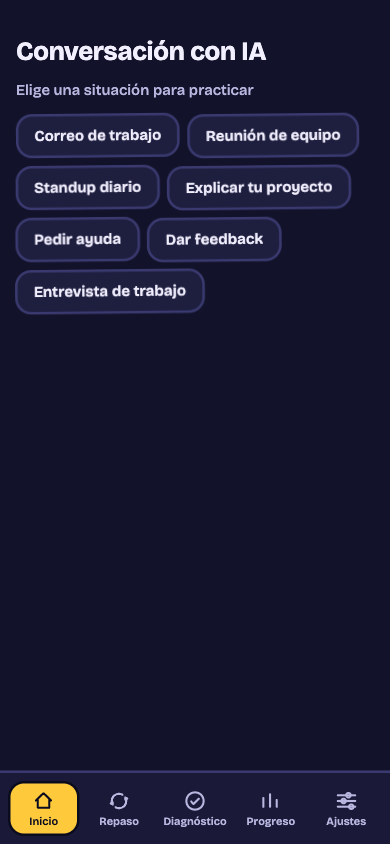 Conversación con IA
Elige una situación para practicar
Correo de trabajo
Reunión de equipo
Standup diario
Explicar tu proyecto
Pedir ayuda
Dar feedback
Entrevista de trabajo
Inicio
Repaso
Diagnóstico
Progreso
Ajustes